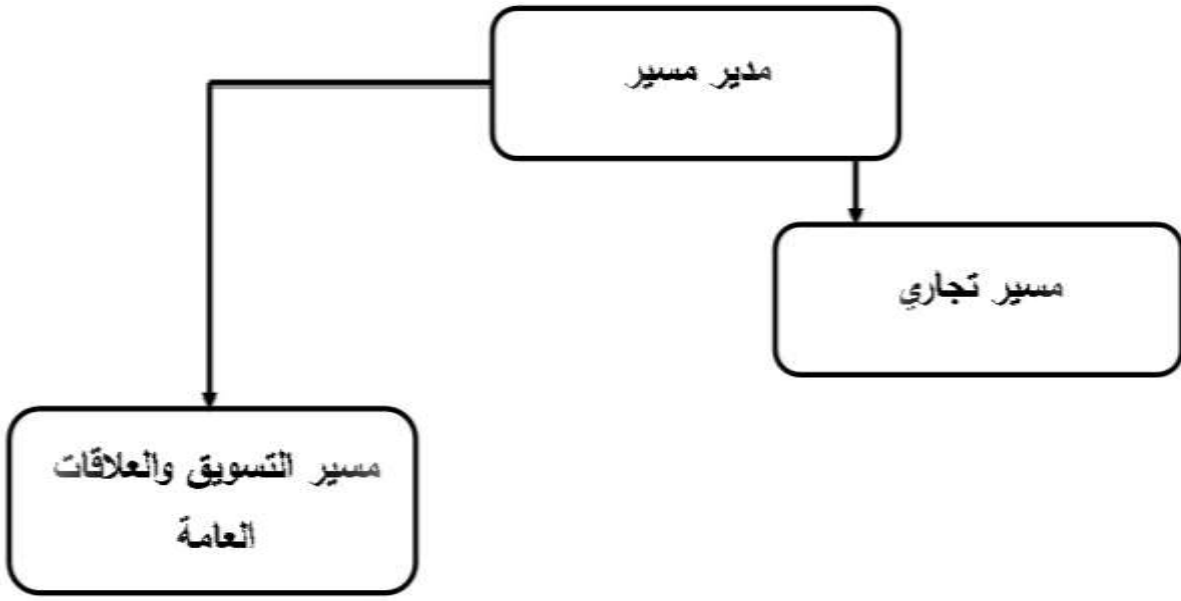 مدير مسير
مسير تجاري
مسير التسويق والعلاقات
العامة